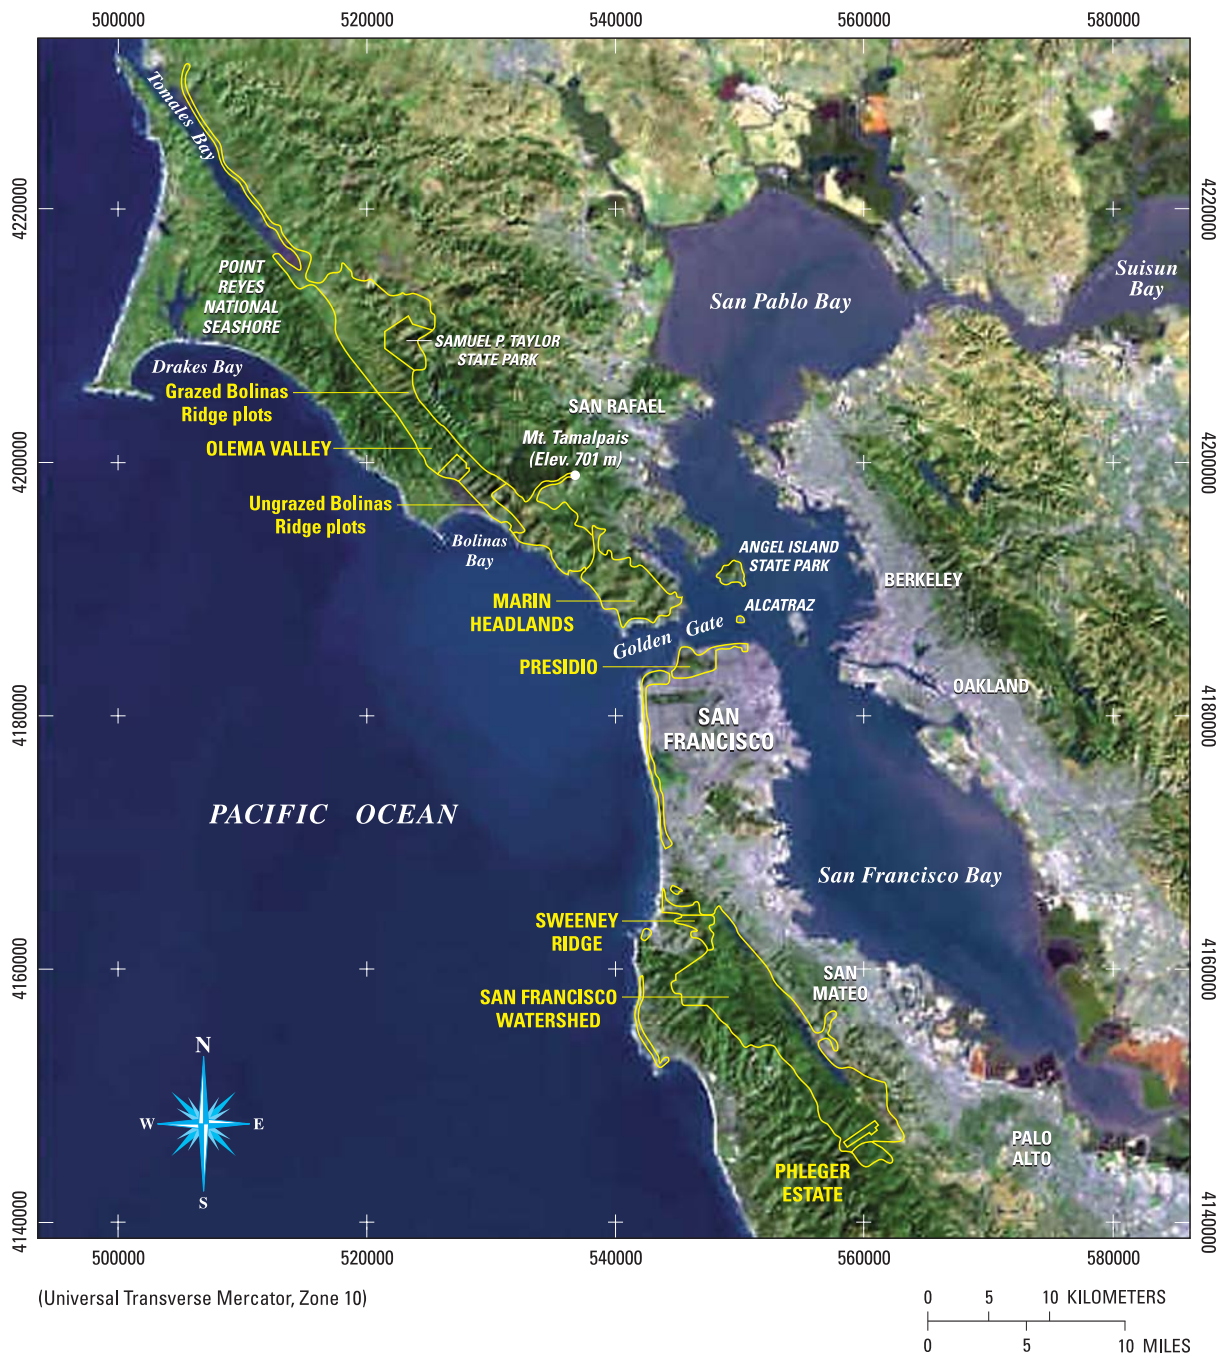 500000
520000
540000
560000
580000
Tomales Bay
4220000
4220000
POINT
REYES
NATIONAL
SEASHORE
San Pablo Bay
Suisun
Bay
SAMUEL P. TAYLOR
STATE PARK
Drakes Bay
Grazed Bolinas
Ridge plots
SAN RAFAEL
OLEMA VALLEY
Mt. Tamalpais
(Elev. 701 m)
4200000
4200000
Ungrazed Bolinas
Ridge plots
Bolinas
Bay
ANGEL ISLAND
STATE PARK
BERKELEY
MARIN
HEADLANDS
ALCATRAZ
Golden Gate
PRESIDIO
OAKLAND
4180000
4180000
SAN
FRANCISCO
PACIFIC OCEAN
San Francisco Bay
SWEENEY
RIDGE
4160000
4160000
SAN
MATEO
SAN FRANCISCO
WATERSHED
N
W
E
S
PALO
ALTO
PHLEGER
ESTATE
4140000
4140000
500000
520000
540000
560000
580000
(Universal Transverse Mercator, Zone 10)
0 5 10 KILOMETERS
0 5 10 MILES